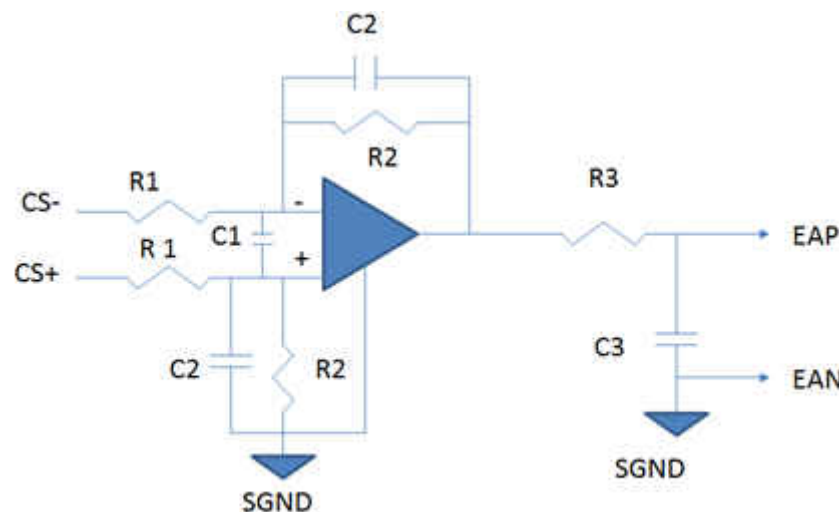 C2
R2
R1
CS-
-
C1
R3
EAP
R 1
CS+
+
C2
R2
C3
EAN
SGND
SGND